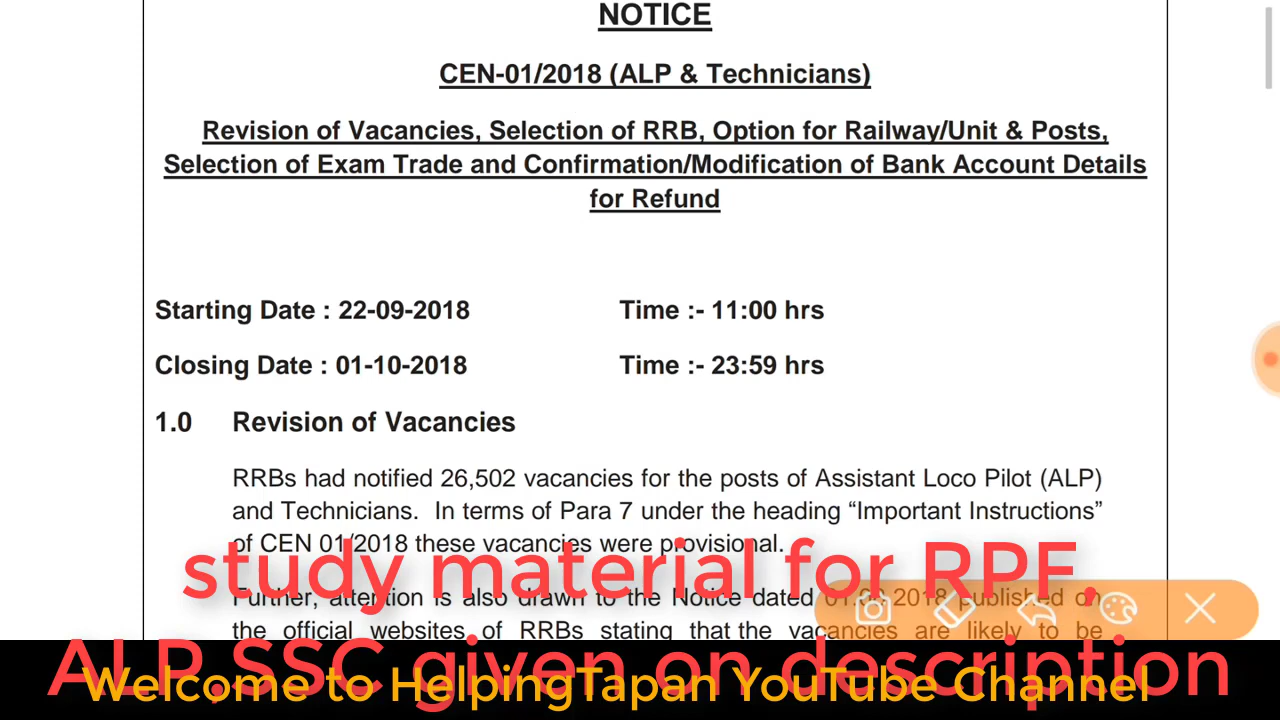 NOTICE
CEN-01/2018 (ALP & Technicians)
Revision of Vacancies, Selection of RRB, Option for Railway/Unit & Posts,
Selection of Exam Trade and Confirmation/Modification of Bank Account Details
for Refund
Starting Date : 22-09-2018 Time :- 11:00 hrs
Closing Date : 01-10-2018 Time :- 23:59 hrs
1.0 Revision of Vacancies
RRBs had notified 26,502 vacancies for the posts of Assistant Loco Pilot (ALP)
and Technicians. In terms of Para 7 under the heading “Important Instructions”
of CEN 01/2018 these vacancies were provisional.
study material for RPF ,
Further, attention is also drawn to the Notice dated 2018 published on
the official websites of RRBs stating that the vacancies are likely to be
ALP,SSC given on description
Welcome to HelpingTapan YouTube Channel